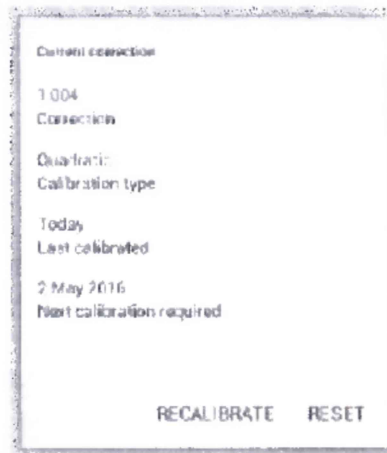 Current correction
1.004
Correction
Quadratic
Calibration type
Today
Last calibrated
2 May 2016
Next calibration required
RECALIBRATE RESET